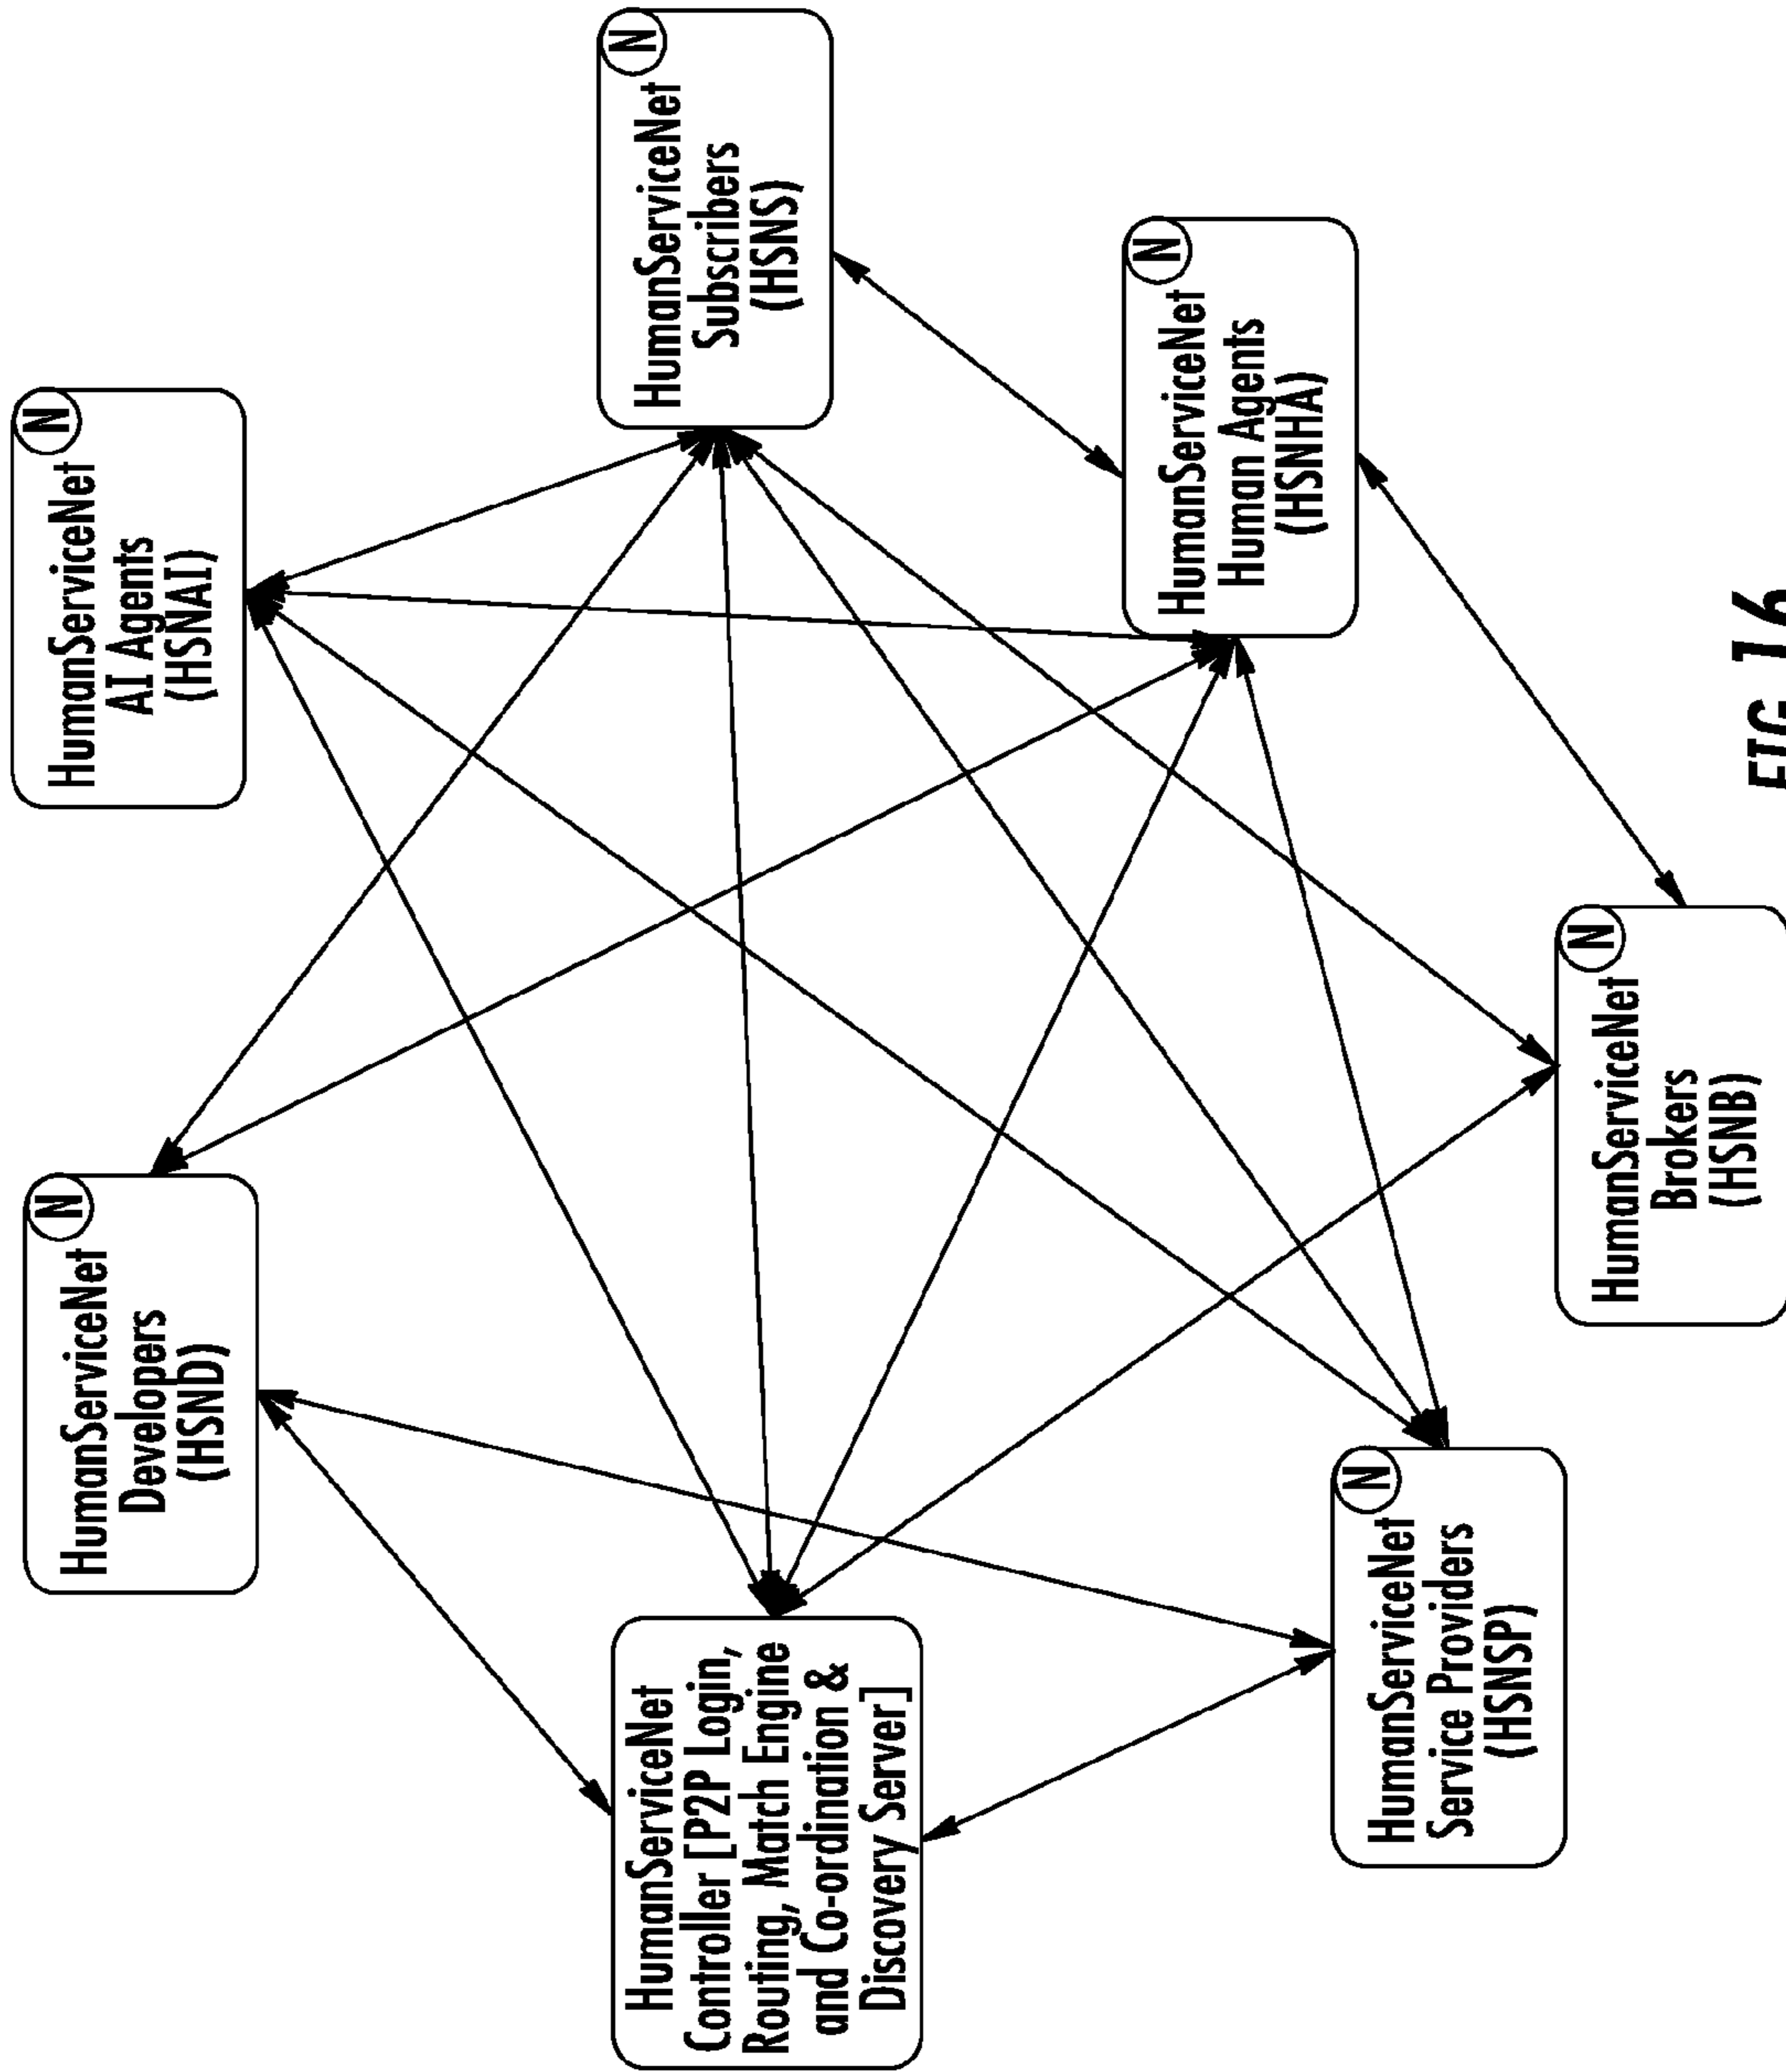 HumanServiceNet
Developers
(HSND)
N
HumanServiceNet
AI Agents
(HSNAI)
N
HumanServiceNet
Controller [P2P Login,
Routing, Match Engine
and Co-ordination &
Discovery Server]
HumanServiceNet
Subscribers
(HSNS)
N
HumanServiceNet
Human Agents
(HSNHA)
N
HumanServiceNet
Service Providers
(HSNSP)
N
HumanServiceNet
Brokers
(HSNB)
N
FIG. 16